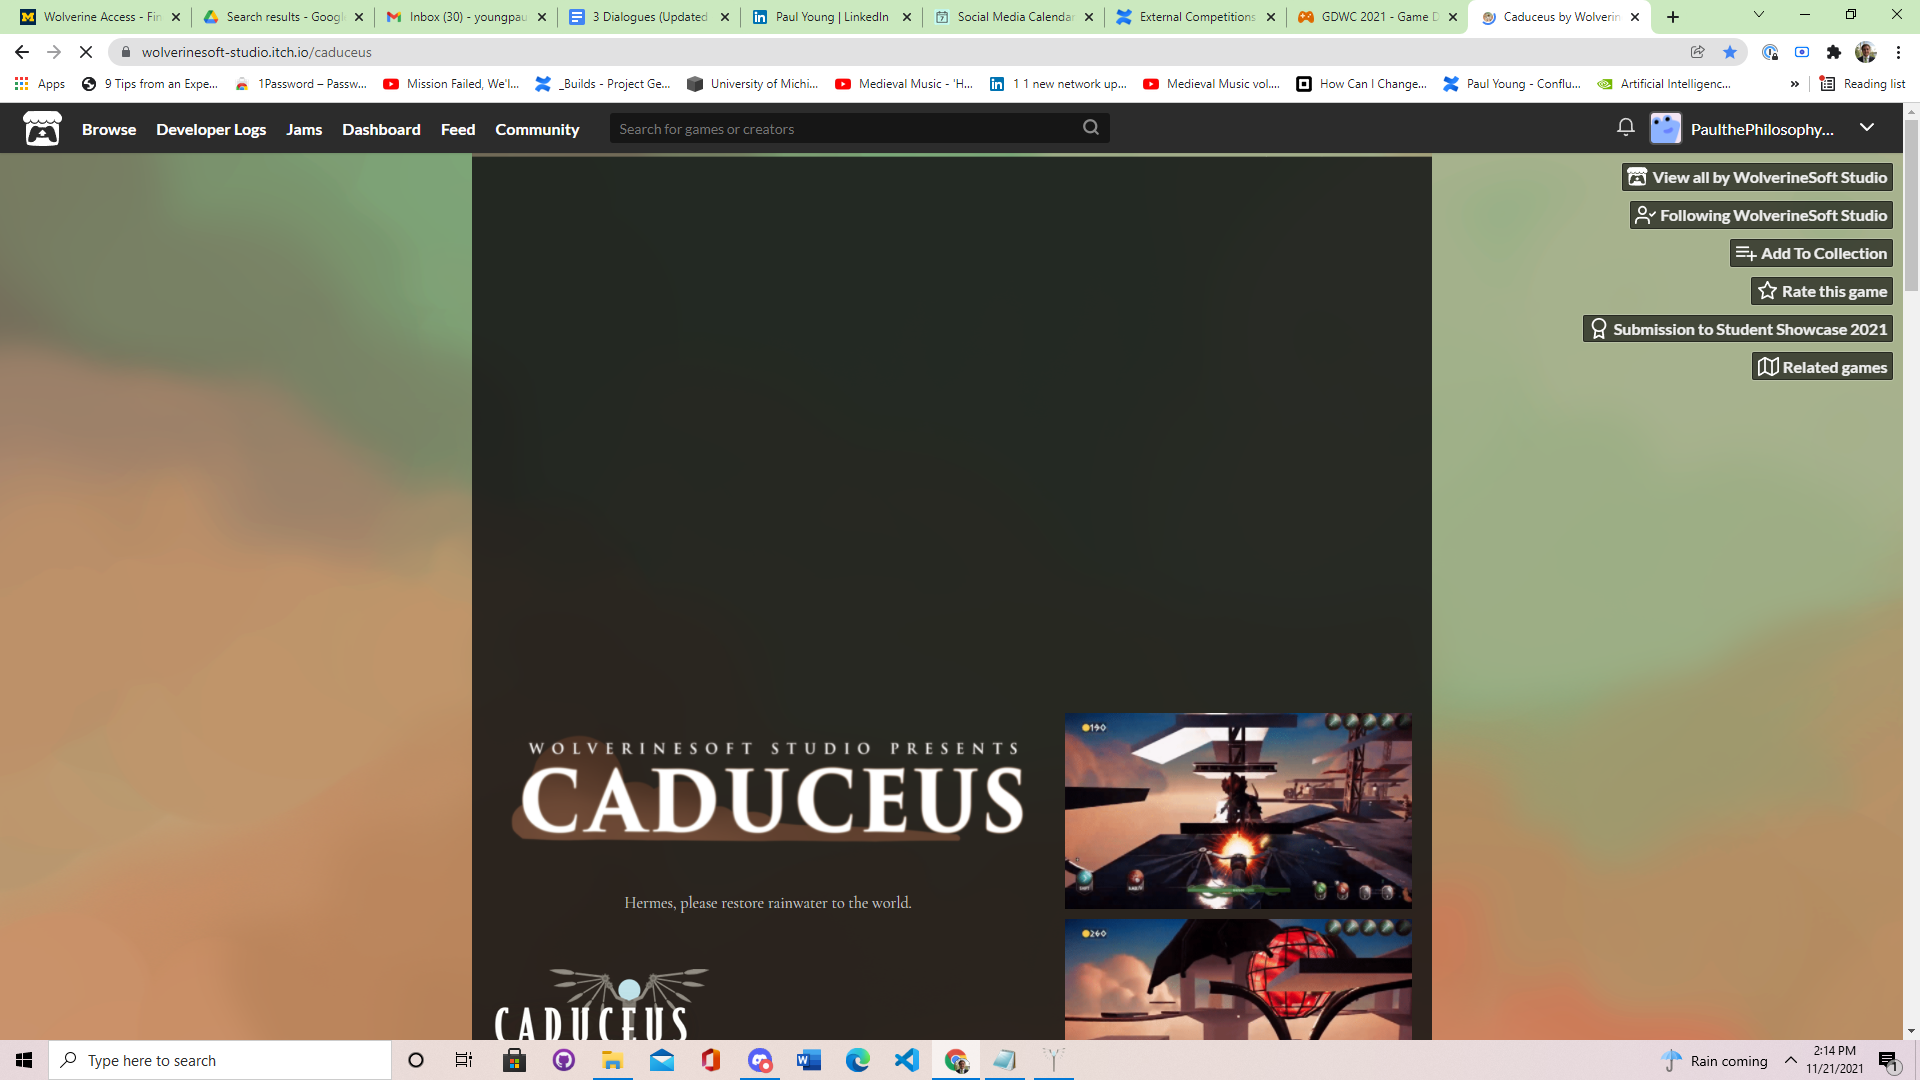 Wolverine Access - Fin
Search results - Googl
Inbox (30) - youngpau
3 Dialogues (Updated
Paul Young | LinkedIn
Social Media Calendar
External Competitions
GDWC 2021 - Game D
Caduceus by Wolverin
wolverinesoft-studio.itch.io/caduceus
Apps
9 Tips from an Expe...
1Password – Passw...
Mission Failed, We'l...
_Builds - Project Ge...
University of Michi...
Medieval Music - 'H...
1 1 new network up...
Medieval Music vol....
How Can I Change...
Paul Young - Conflu...
Artificial Intelligenc...
»
Reading list
Browse
Developer Logs
Jams
Dashboard
Feed
Community
Search for games or creators
PaulthePhilosophy...
View all by WolverineSoft Studio
Following WolverineSoft Studio
Add To Collection
Rate this game
Submission to Student Showcase 2021
Related games
WOLVERINESOFT STUDIO PRESENTS
CADUCEUS
190
Hermes, please restore rainwater to the world.
260
CADUCEUS
Type here to search
Rain coming
2:14 PM
11/21/2021
1